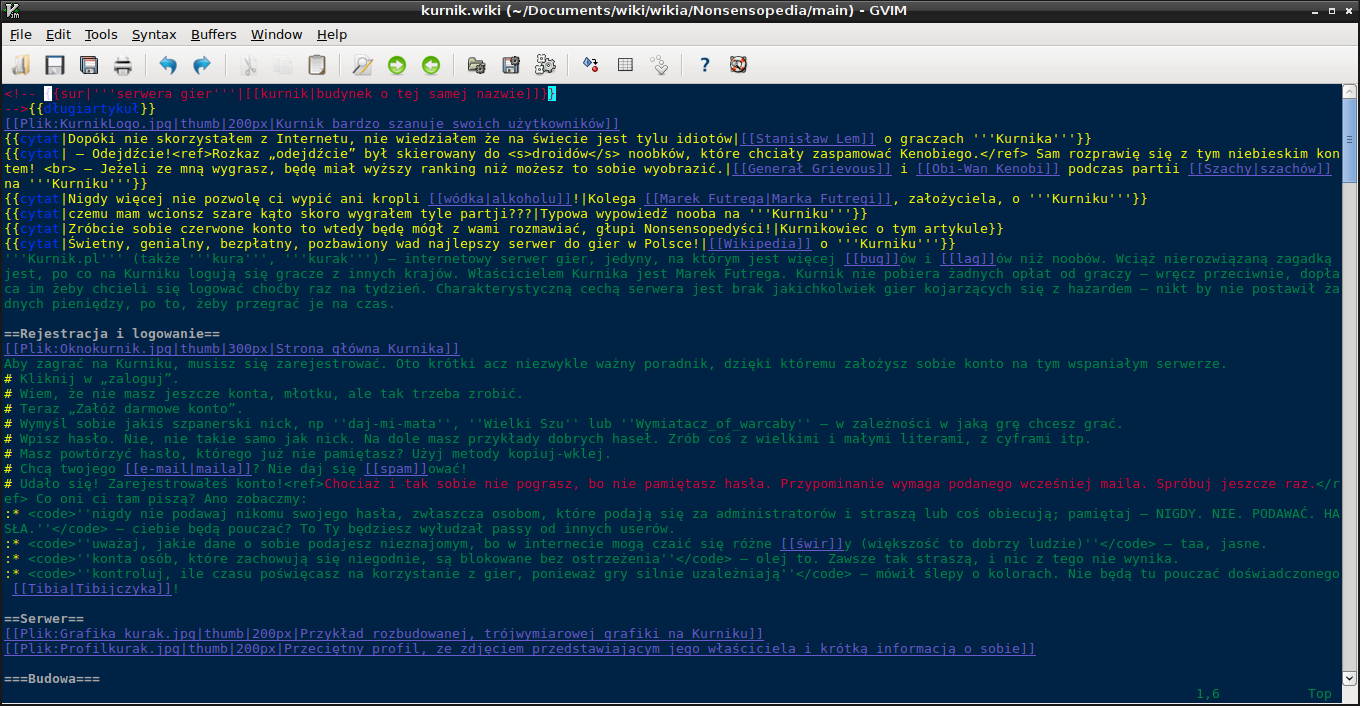 kurnik.wiki (~/Documents/wiki/wikia/Nonsensopedia/main) - GVIM
File Edit Tools Syntax Buffers Window Help
<!-- {{sur|'''serwera gier'''|[[kurnik|budynek o tej samej nazwie]]}}
-->{{długiartykuł}}
[[Plik:KurnikLogo.jpg|thumb|200px|Kurnik bardzo szanuje swoich użytkowników]]
{{cytat|Dopóki nie skorzystałem z Internetu, nie wiedziałem że na świecie jest tylu idiotów|[[Stanisław Lem]] o graczach '''Kurnika'''}}
{{cytat| – Odejdźcie!<ref>Rozkaz „odejdźcie” był skierowany do <s>droidów</s> noobków, które chciały zaspamować Kenobiego.</ref> Sam rozprawię się z tym niebieskim kon
tem! <br> – Jeżeli ze mną wygrasz, będę miał wyższy ranking niż możesz to sobie wyobrazić.|[[Generał Grievous]] i [[Obi-Wan Kenobi]] podczas partii [[Szachy|szachów]]
na '''Kurniku'''}}
{{cytat|Nigdy więcej nie pozwolę ci wypić ani kropli [[wódka|alkoholu]]!|Kolega [[Marek Futrega|Marka Futregi]], założyciela, o '''Kurniku'''}}
{{cytat|czemu mam wcionsz szare kąto skoro wygrałem tyle partji???|Typowa wypowiedź nooba na '''Kurniku'''}}
{{cytat|Zróbcie sobie czerwone konto to wtedy będę mógł z wami rozmawiać, głupi Nonsensopedyści!|Kurnikowiec o tym artykule}}
{{cytat|Świetny, genialny, bezpłatny, pozbawiony wad najlepszy serwer do gier w Polsce!|[[Wikipedia]] o '''Kurniku'''}}
'''Kurnik.pl''' (także '''kura''', '''kurak''') – internetowy serwer gier, jedyny, na którym jest więcej [[bug]]ów i [[lag]]ów niż noobów. Wciąż nierozwiązaną zagadką
jest, po co na Kurniku logują się gracze z innych krajów. Właścicielem Kurnika jest Marek Futrega. Kurnik nie pobiera żadnych opłat od graczy – wręcz przeciwnie, dopła
ca im żeby chcieli się logować choćby raz na tydzień. Charakterystyczną cechą serwera jest brak jakichkolwiek gier kojarzących się z hazardem – nikt by nie postawił ża
dnych pieniędzy, po to, żeby przegrać je na czas.
==Rejestracja i logowanie==
[[Plik:Oknokurnik.jpg|thumb|300px|Strona główna Kurnika]]
Aby zagrać na Kurniku, musisz się zarejestrować. Oto krótki acz niezwykle ważny poradnik, dzięki któremu założysz sobie konto na tym wspaniałym serwerze.
# Kliknij w „zaloguj”.
# Wiem, że nie masz jeszcze konta, młotku, ale tak trzeba zrobić.
# Teraz „Załóż darmowe konto”.
# Wymyśl sobie jakiś szpanerski nick, np ''daj-mi-mata'', ''Wielki Szu'' lub ''Wymiatacz_of_warcaby'' – w zależności w jaką grę chcesz grać.
# Wpisz hasło. Nie, nie takie samo jak nick. Na dole masz przykłady dobrych haseł. Zrób coś z wielkimi i małymi literami, z cyframi itp.
# Masz powtórzyć hasło, którego już nie pamiętasz? Użyj metody kopiuj-wklej.
# Chcą twojego [[e-mail|maila]]? Nie daj się [[spam]]ować!
# Udało się! Zarejestrowałeś konto!<ref>Chociaż i tak sobie nie pograsz, bo nie pamiętasz hasła. Przypominanie wymaga podanego wcześniej maila. Spróbuj jeszcze raz.</r
ef> Co oni ci tam piszą? Ano zobaczmy:
:* <code>''nigdy nie podawaj nikomu swojego hasła, zwłaszcza osobom, które podają się za administratorów i straszą lub coś obiecują; pamiętaj – NIGDY. NIE. PODAWAĆ. HA
SŁA.''</code> – ciebie będą pouczać? To Ty będziesz wyłudzał passy od innych userów.
:* <code>''uważaj, jakie dane o sobie podajesz nieznajomym, bo w internecie mogą czaić się różne [[świr]]y (większość to dobrzy ludzie)''</code> – taa, jasne.
:* <code>''konta osób, które zachowują się niegodnie, są blokowane bez ostrzeżenia''</code> – olej to. Zawsze tak straszą, i nic z tego nie wynika.
:* <code>''kontroluj, ile czasu poświęcasz na korzystanie z gier, ponieważ gry silnie uzależniają''</code> – mówił ślepy o kolorach. Nie będą tu pouczać doświadczonego
[[Tibia|Tibijczyka]]!
==Serwer==
[[Plik:Grafika kurak.jpg|thumb|200px|Przykład rozbudowanej, trójwymiarowej grafiki na Kurniku]]
[[Plik:Profilkurak.jpg|thumb|200px|Przeciętny profil, ze zdjęciem przedstawiającym jego właściciela i krótką informacją o sobie]]
===Budowa===
1,6 Top